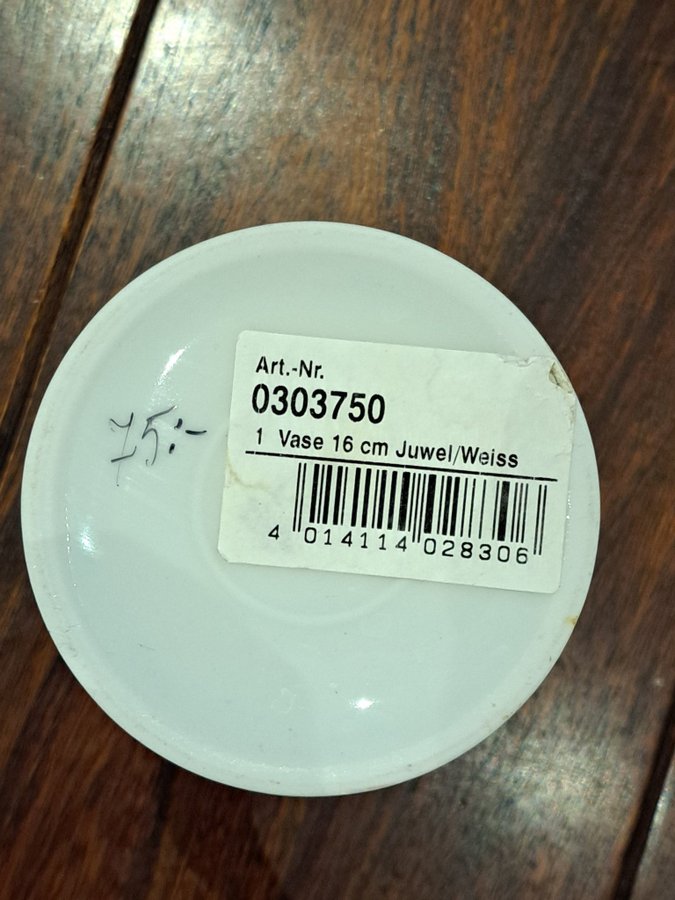 Art.-Nr.
0303750
1 Vase 16 cm Juwel/Weiss
4 014114 028306
75:-